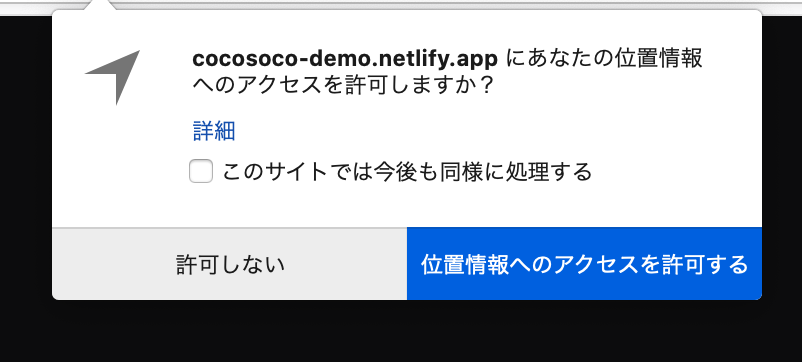 cocosoco-demo.netlify.app にあなたの位置情報
へのアクセスを許可しますか？
詳細
このサイトでは今後も同様に処理する
許可しない
位置情報へのアクセスを許可する